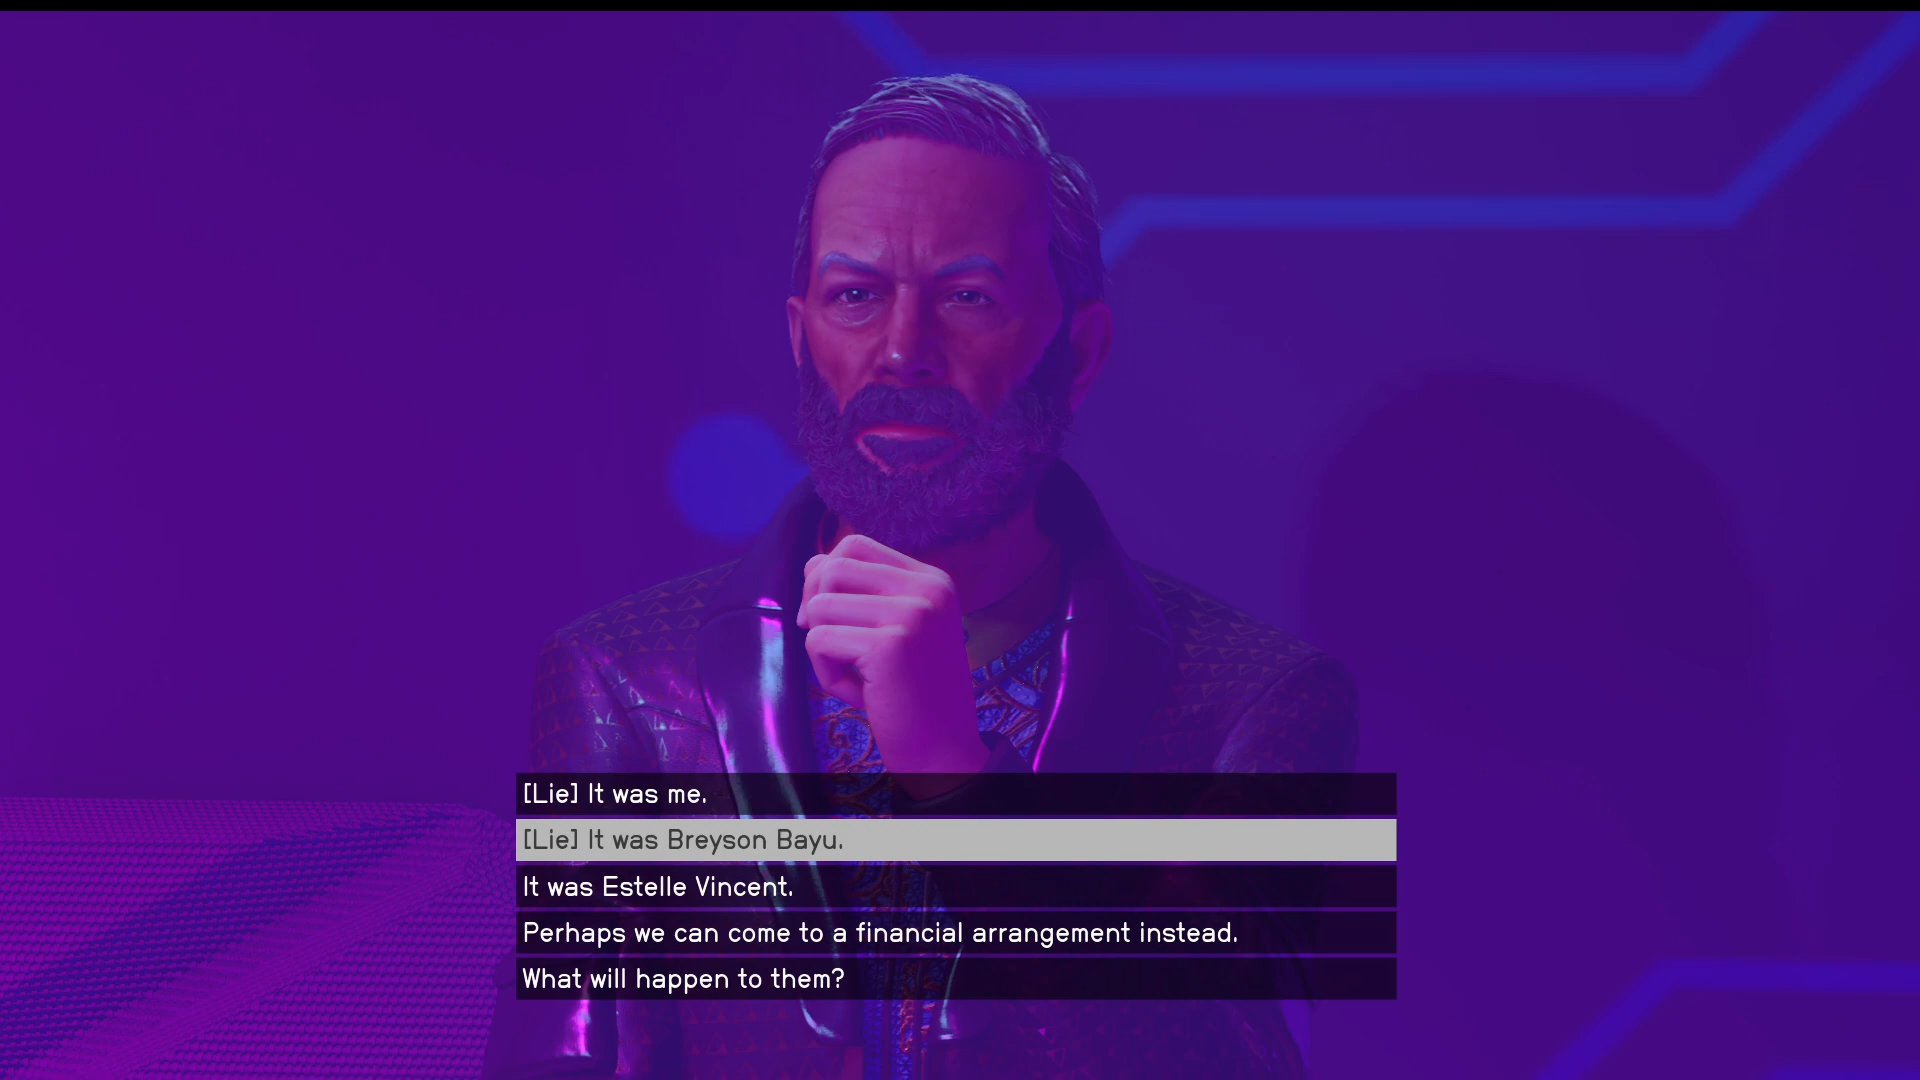 [Lie] It was me.
[Lie] It was Breyson Bayu.
It was Estelle Vincent.
Perhaps we can come to a financial arrangement instead.
What will happen to them?